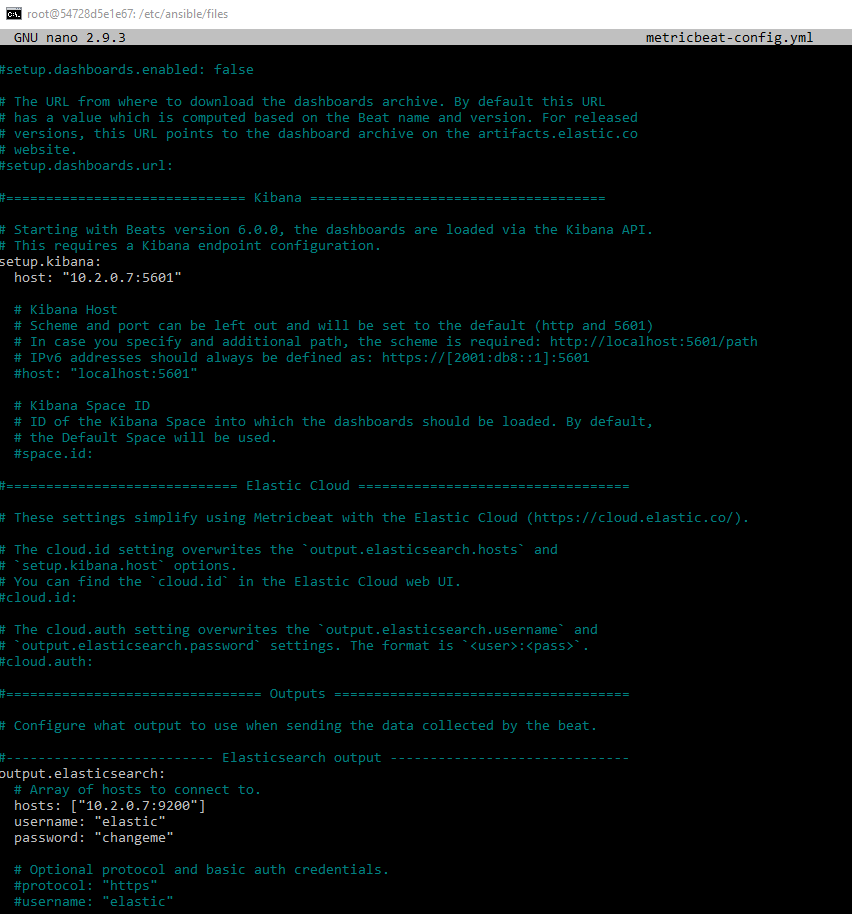 root@54728d5e1e67: /etc/ansible/files
GNU nano 2.9.3 metricbeat-config.yml
#setup.dashboards.enabled: false
# The URL from where to download the dashboards archive. By default this URL
# has a value which is computed based on the Beat name and version. For released
# versions, this URL points to the dashboard archive on the artifacts.elastic.co
# website.
#setup.dashboards.url:
#============================== Kibana =====================================
# Starting with Beats version 6.0.0, the dashboards are loaded via the Kibana API.
# This requires a Kibana endpoint configuration.
setup.kibana:
  host: "10.2.0.7:5601"
  # Kibana Host
  # Scheme and port can be left out and will be set to the default (http and 5601)
  # In case you specify and additional path, the scheme is required: http://localhost:5601/path
  # IPv6 addresses should always be defined as: https://[2001:db8::1]:5601
  #host: "localhost:5601"
  # Kibana Space ID
  # ID of the Kibana Space into which the dashboards should be loaded. By default,
  # the Default Space will be used.
  #space.id:
#============================= Elastic Cloud ==================================
# These settings simplify using Metricbeat with the Elastic Cloud (https://cloud.elastic.co/).
# The cloud.id setting overwrites the `output.elasticsearch.hosts` and
# `setup.kibana.host` options.
# You can find the `cloud.id` in the Elastic Cloud web UI.
#cloud.id:
# The cloud.auth setting overwrites the `output.elasticsearch.username` and
# `output.elasticsearch.password` settings. The format is `<user>:<pass>`.
#cloud.auth:
#================================ Outputs =====================================
# Configure what output to use when sending the data collected by the beat.
#-------------------------- Elasticsearch output ------------------------------
output.elasticsearch:
  # Array of hosts to connect to.
  hosts: ["10.2.0.7:9200"]
  username: "elastic"
  password: "changeme"
  # Optional protocol and basic auth credentials.
  #protocol: "https"
  #username: "elastic"